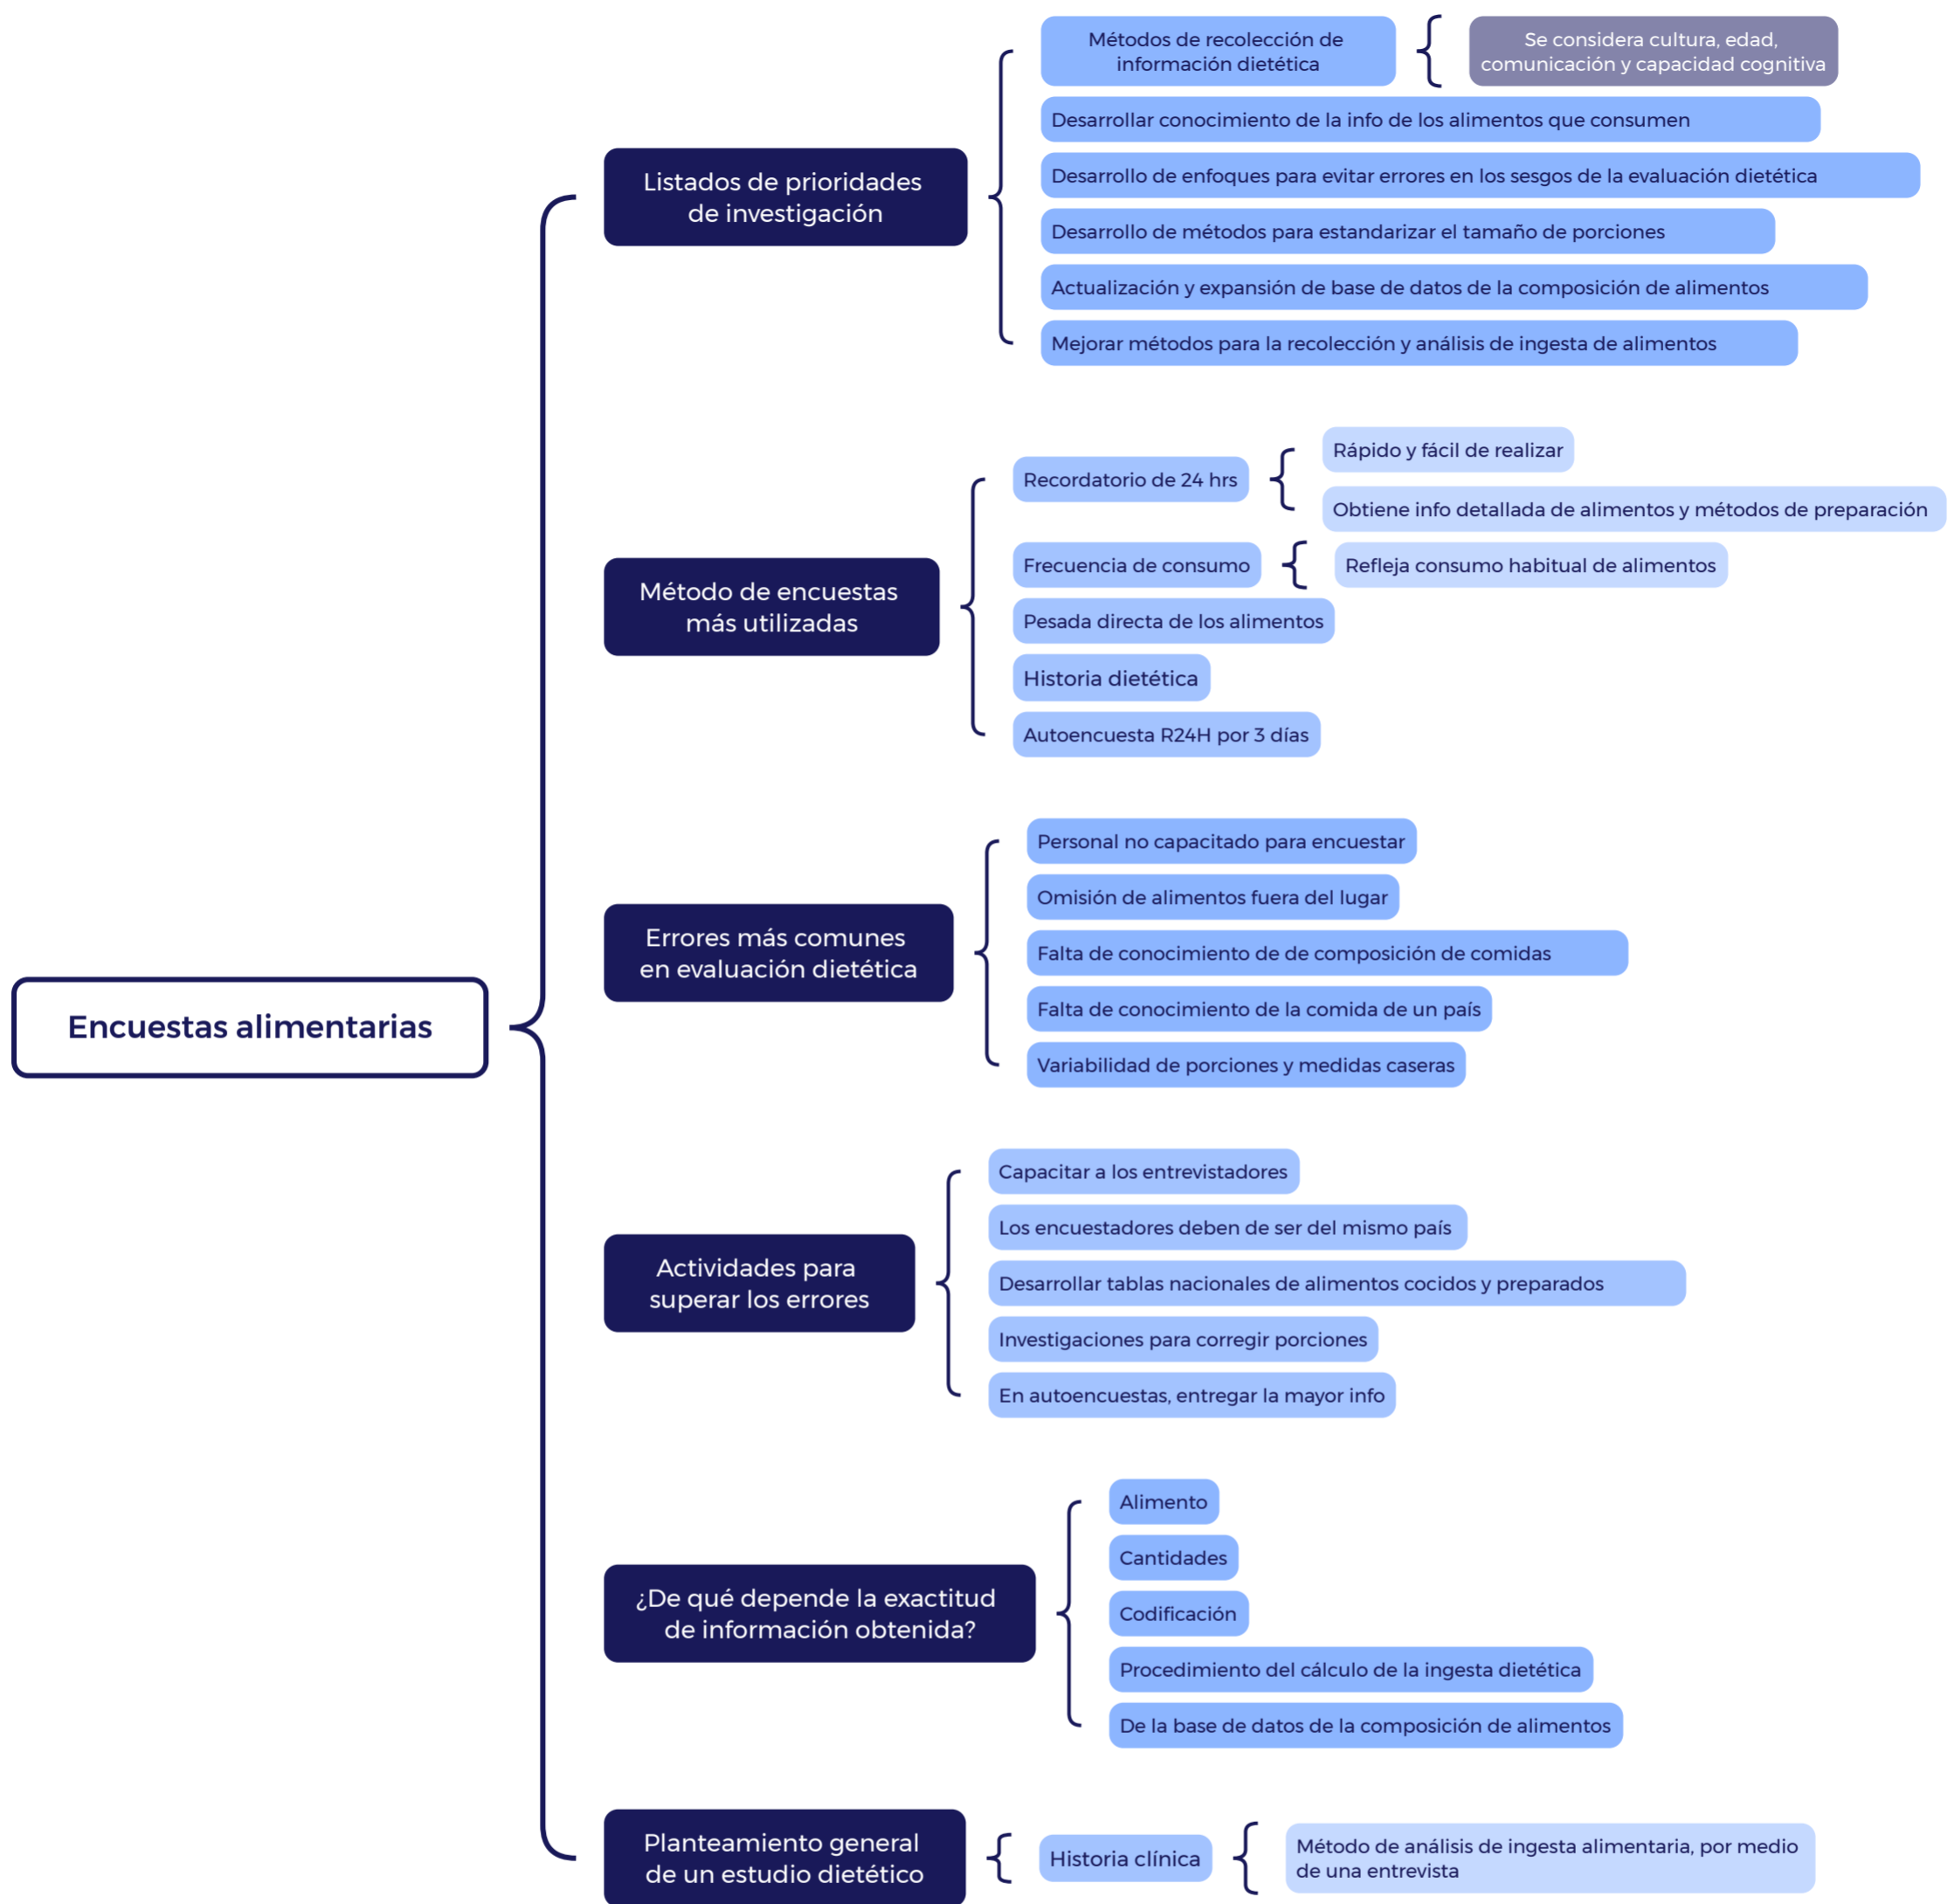 Encuestas alimentarias
Listados de prioridades
de investigación
Métodos de recolección de
información dietética
Se considera cultura, edad,
comunicación y capacidad cognitiva
Desarrollar conocimiento de la info de los alimentos que consumen
Desarrollo de enfoques para evitar errores en los sesgos de la evaluación dietética
Desarrollo de métodos para estandarizar el tamaño de porciones
Actualización y expansión de base de datos de la composición de alimentos
Mejorar métodos para la recolección y análisis de ingesta de alimentos
Método de encuestas
más utilizadas
Recordatorio de 24 hrs
Rápido y fácil de realizar
Obtiene info detallada de alimentos y métodos de preparación
Frecuencia de consumo
Refleja consumo habitual de alimentos
Pesada directa de los alimentos
Historia dietética
Autoencuesta R24H por 3 días
Errores más comunes
en evaluación dietética
Personal no capacitado para encuestar
Omisión de alimentos fuera del lugar
Falta de conocimiento de de composición de comidas
Falta de conocimiento de la comida de un país
Variabilidad de porciones y medidas caseras
Actividades para
superar los errores
Capacitar a los entrevistadores
Los encuestadores deben de ser del mismo país
Desarrollar tablas nacionales de alimentos cocidos y preparados
Investigaciones para corregir porciones
En autoencuestas, entregar la mayor info
¿De qué depende la exactitud
de información obtenida?
Alimento
Cantidades
Codificación
Procedimiento del cálculo de la ingesta dietética
De la base de datos de la composición de alimentos
Planteamiento general
de un estudio dietético
Historia clínica
Método de análisis de ingesta alimentaria, por medio
de una entrevista